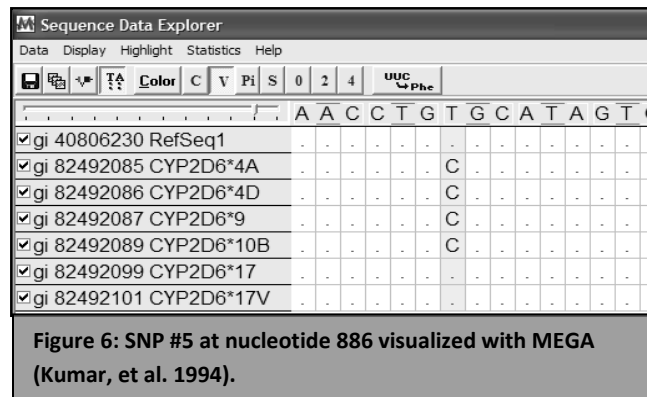 Sequence Data Explorer
Data Display Highlight Statistics Help
TA Color C V Pi S 0 2 4 UUC Phe
A A C C T G T G C A T A G T
gi 40806230 RefSeq1 . . . . . . . . . . . . . .
gi 82492085 CYP2D6*4A . . . . . . C . . . . . . .
gi 82492086 CYP2D6*4D . . . . . . C . . . . . . .
gi 82492087 CYP2D6*9 . . . . . . C . . . . . . .
gi 82492089 CYP2D6*10B . . . . . . C . . . . . . .
gi 82492099 CYP2D6*17 . . . . . . . . . . . . . .
gi 82492101 CYP2D6*17V . . . . . . . . . . . . . .
Figure 6: SNP #5 at nucleotide 886 visualized with MEGA
(Kumar, et al. 1994).